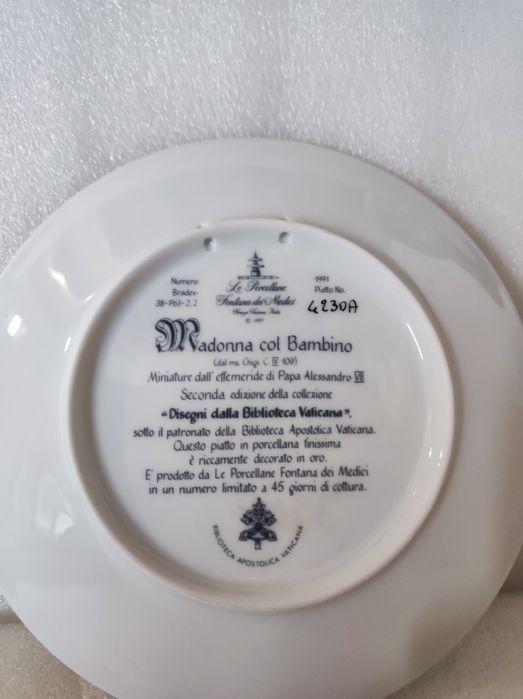 Numero
Bradex:
38-P63-2.2
Le Porcellane
Fontana dei Medici
© 1991
1991
Piatto No.
4230A
Madonna col Bambino
(dal ms. Chigi. C. IV 109)
Miniature dall' effemeride di Papa Alessandro VII
Seconda edizione della collezione
«Disegni dalla Biblioteca Vaticana»,
sotto il patronato della Biblioteca Apostolica Vaticana.
Questo piatto in porcellana finissima
è riccamente decorato in oro.
E' prodotto da Le Porcellane Fontana dei Medici
in un numero limitato a 45 giorni di cottura.
BIBLIOTECA APOSTOLICA VATICANA